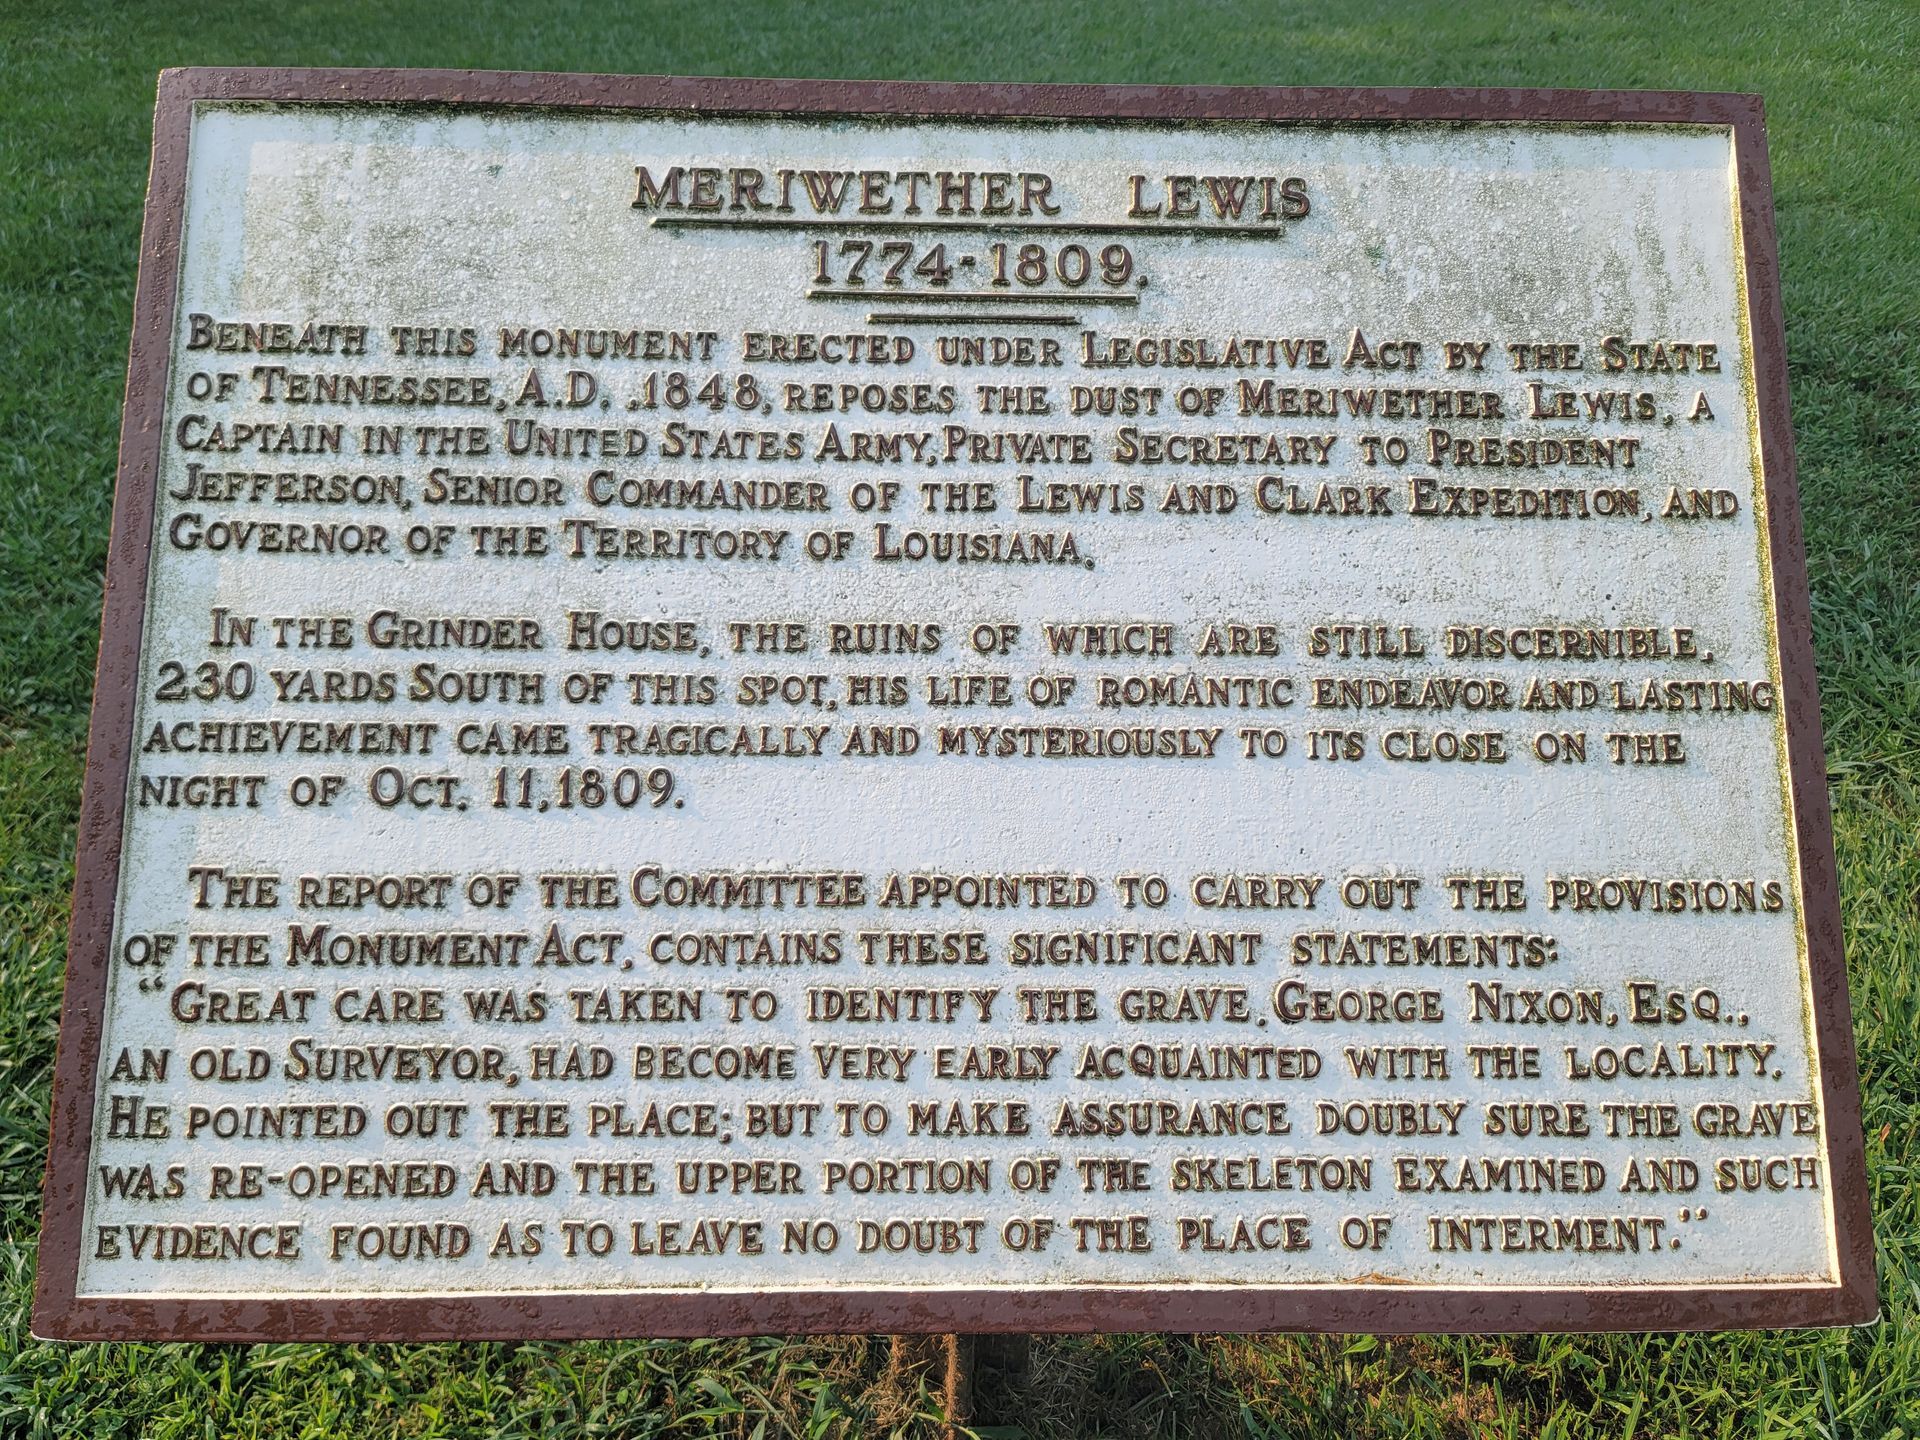 MERIWETHER LEWIS
1774-1809.
BENEATH THIS MONUMENT ERECTED UNDER LEGISLATIVE ACT BY THE STATE
OF TENNESSEE, A.D. ,1848, REPOSES THE DUST OF MERIWETHER LEWIS, A
CAPTAIN IN THE UNITED STATES ARMY, PRIVATE SECRETARY TO PRESIDENT
JEFFERSON, SENIOR COMMANDER OF THE LEWIS AND CLARK EXPEDITION, AND
GOVERNOR OF THE TERRITORY OF LOUISIANA.
IN THE GRINDER HOUSE, THE RUINS OF WHICH ARE STILL DISCERNIBLE,
230 YARDS SOUTH OF THIS SPOT, HIS LIFE OF ROMANTIC ENDEAVOR AND LASTING
ACHIEVEMENT CAME TRAGICALLY AND MYSTERIOUSLY TO ITS CLOSE ON THE
NIGHT OF OCT. 11, 1809.
THE REPORT OF THE COMMITTEE APPOINTED TO CARRY OUT THE PROVISIONS
OF THE MONUMENT ACT, CONTAINS THESE SIGNIFICANT STATEMENTS:
"GREAT CARE WAS TAKEN TO IDENTIFY THE GRAVE. GEORGE NIXON, ESQ.,
AN OLD SURVEYOR, HAD BECOME VERY EARLY ACQUAINTED WITH THE LOCALITY.
HE POINTED OUT THE PLACE; BUT TO MAKE ASSURANCE DOUBLY SURE THE GRAVE
WAS RE-OPENED AND THE UPPER PORTION OF THE SKELETON EXAMINED AND SUCH
EVIDENCE FOUND AS TO LEAVE NO DOUBT OF THE PLACE OF INTERMENT."